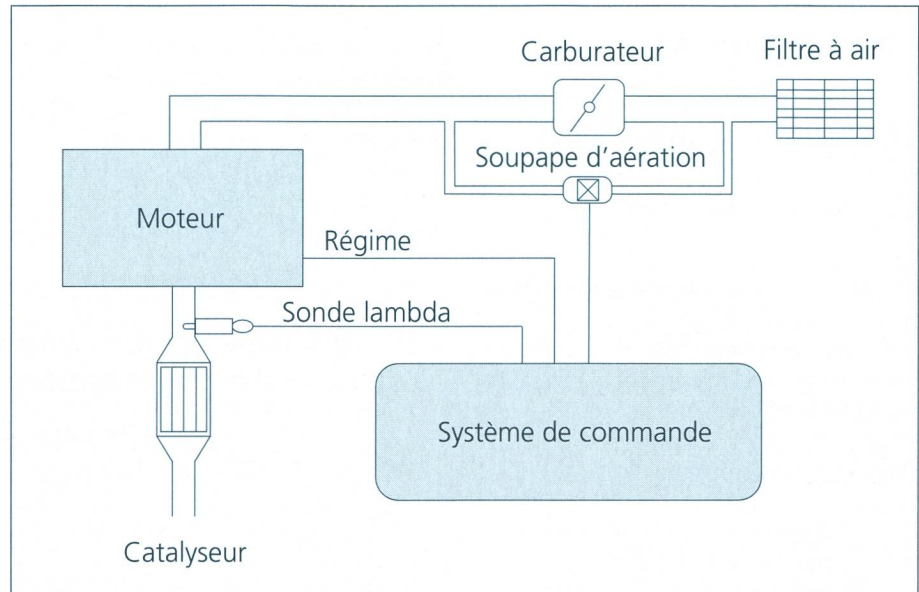 Carburateur
Filtre à air
Soupape d'aération
Moteur
Régime
Sonde lambda
Système de commande
Catalyseur